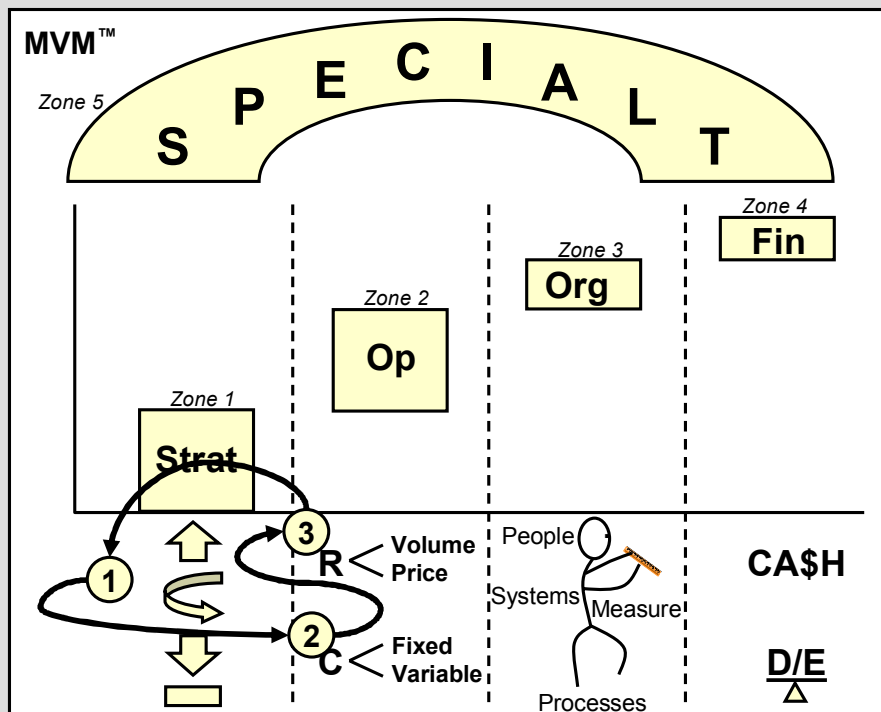 MVM™
Zone 5
S P E C I A L T
Zone 4
Fin
Zone 3
Org
Zone 2
Op
Zone 1
Strat
3
R
Volume
Price
1
2
C
Fixed
Variable
People
Systems
Measure
Processes
CA$H
D/E